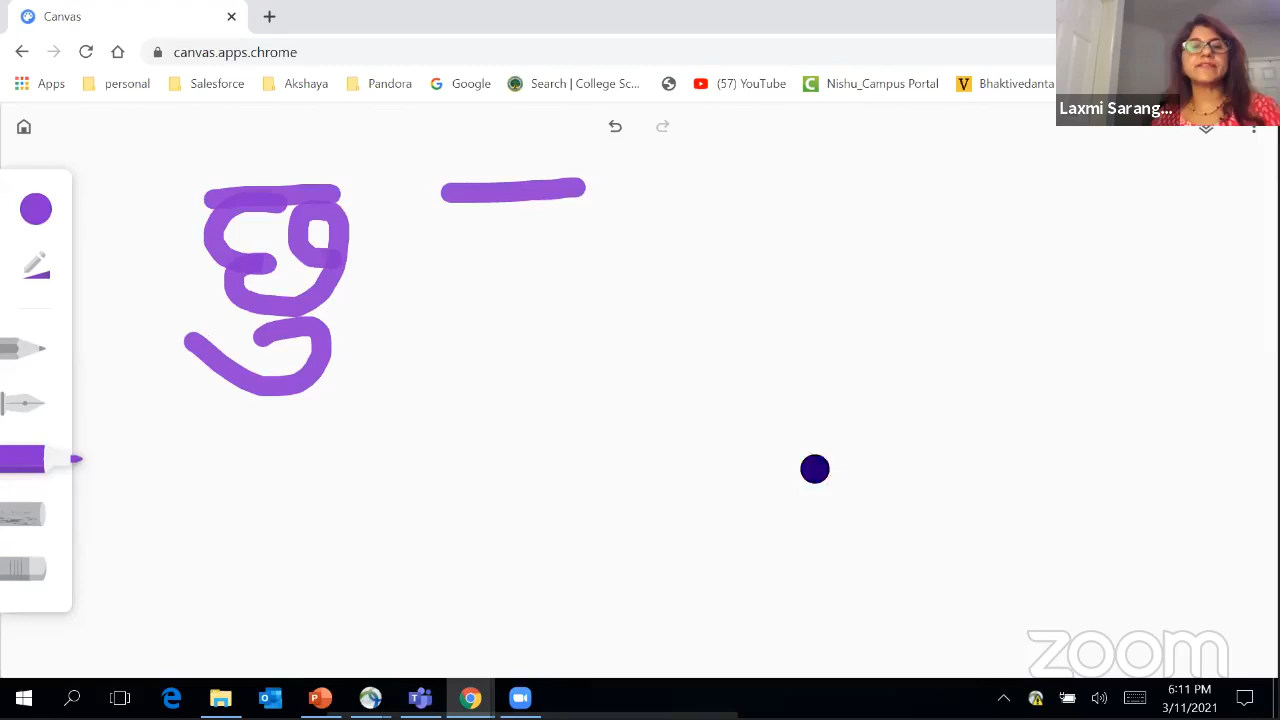 Canvas
canvas.apps.chrome
Apps personal Salesforce Akshaya Pandora Google Search | College Sc... (57) YouTube Nishu_Campus Portal Bhaktivedanta
Laxmi Sarang...
छु
zoom
6:11 PM
3/11/2021